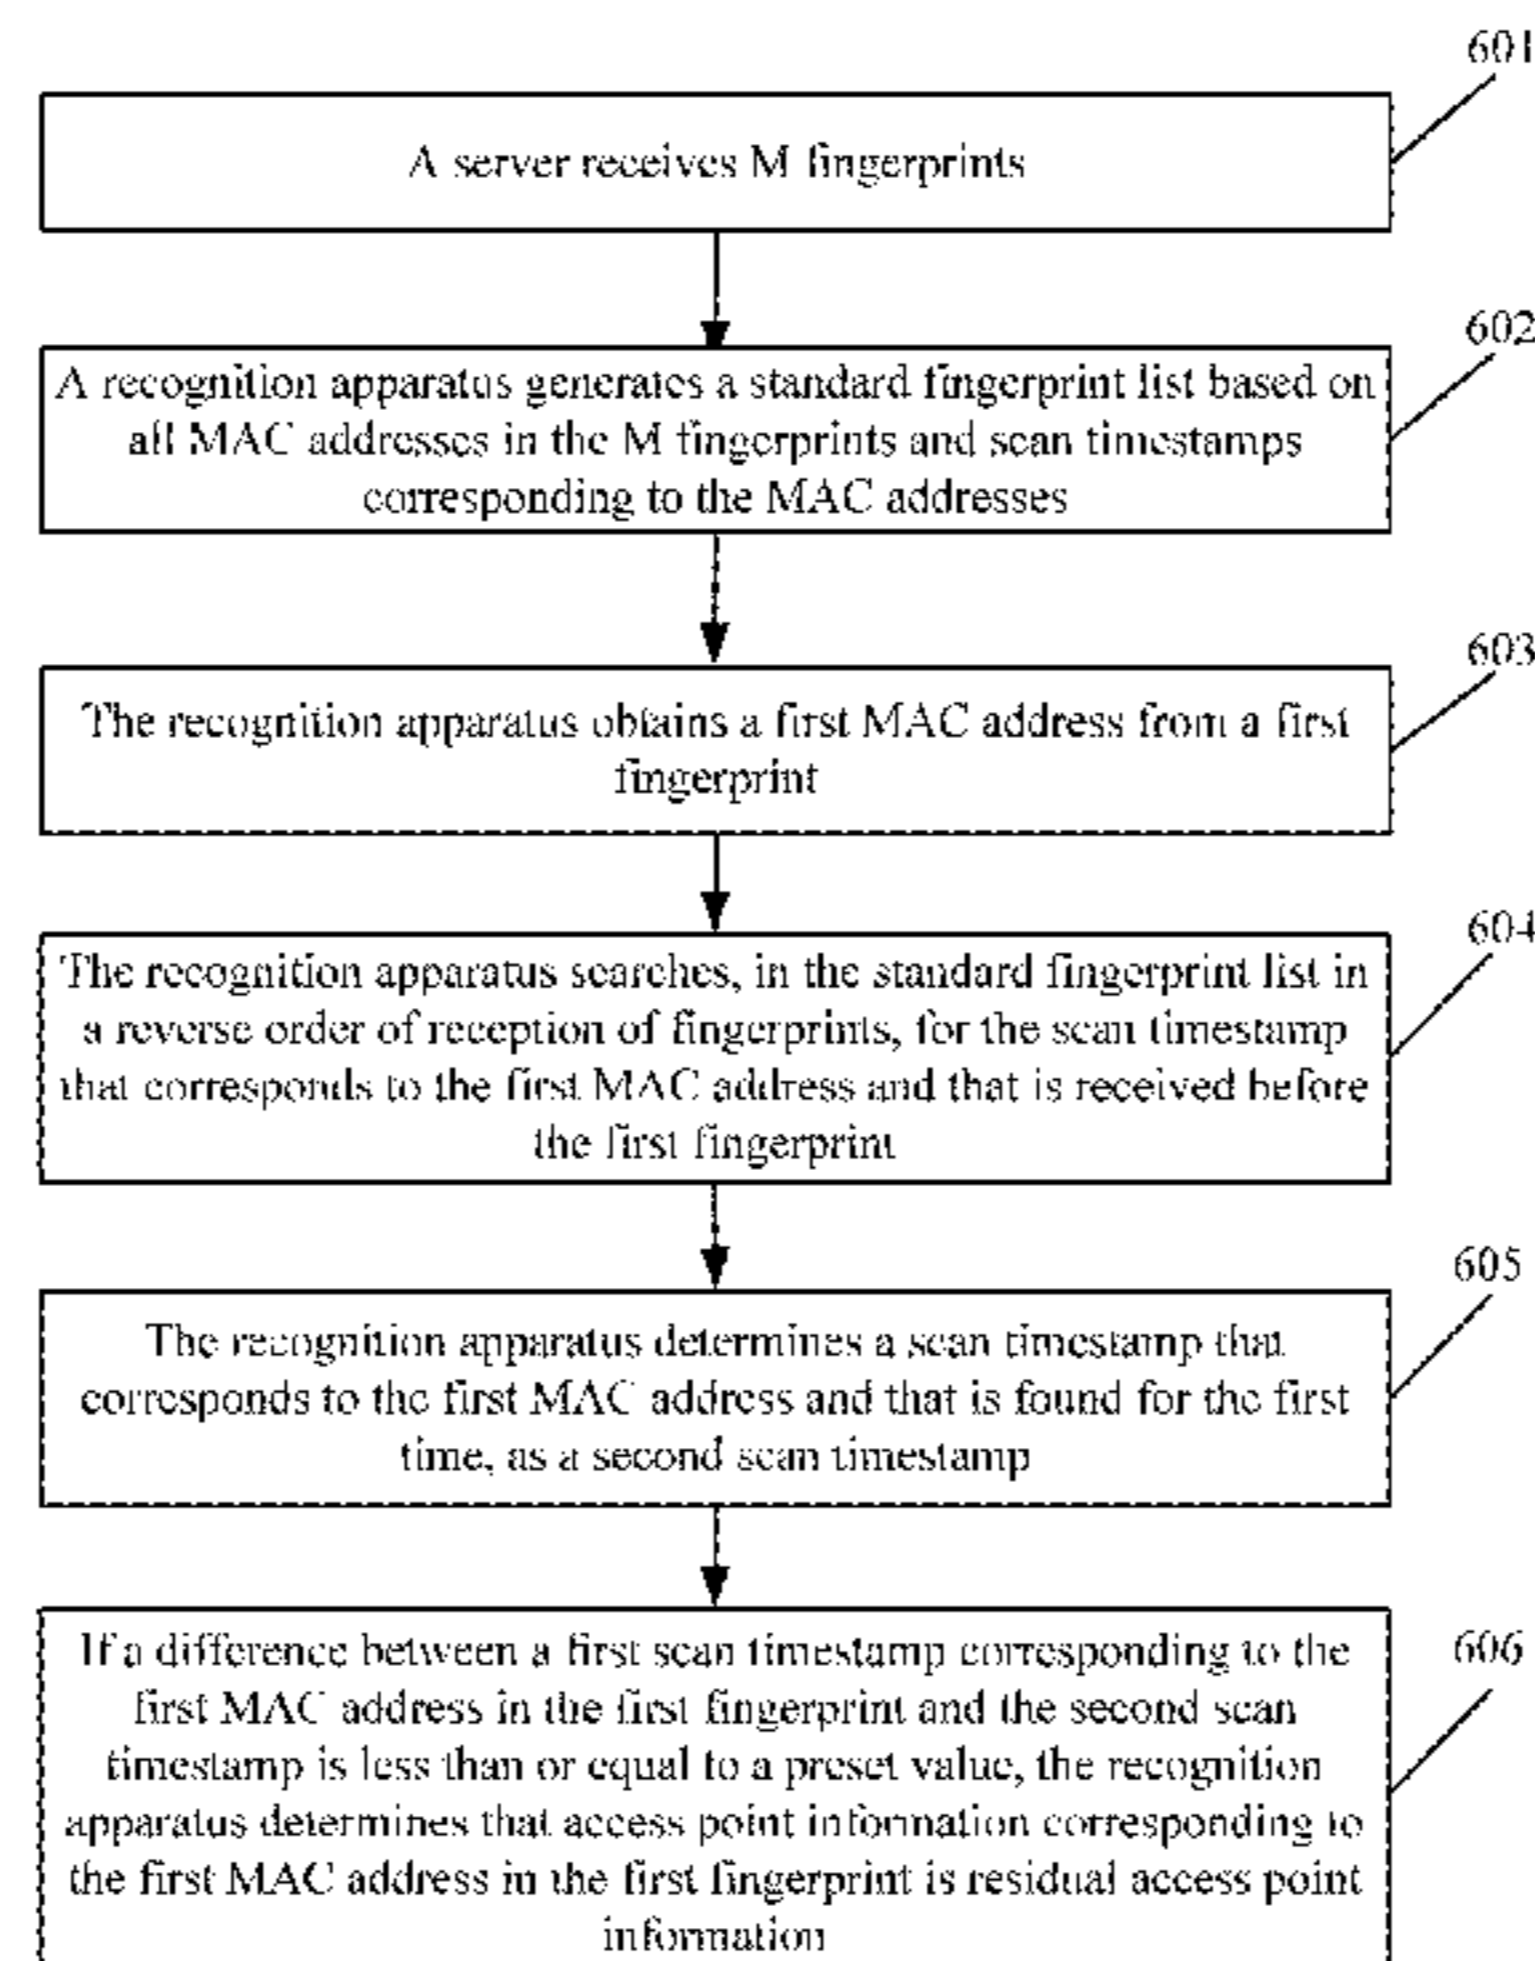 601
A server receives M fingerprints
602
A recognition apparatus generates a standard fingerprint list based on
all MAC addresses in the M fingerprints and scan timestamps
corresponding to the MAC addresses
603
The recognition apparatus obtains a first MAC address from a first
fingerprint
604
The recognition apparatus searches, in the standard fingerprint list in
a reverse order of reception of fingerprints, for the scan timestamp
that corresponds to the first MAC address and that is received before
the first fingerprint
605
The recognition apparatus determines a scan timestamp that
corresponds to the first MAC address and that is found for the first
time, as a second scan timestamp
606
If a difference between a first scan timestamp corresponding to the
first MAC address in the first fingerprint and the second scan
timestamp is less than or equal to a preset value, the recognition
apparatus determines that access point information corresponding to
the first MAC address in the first fingerprint is residual access point
information